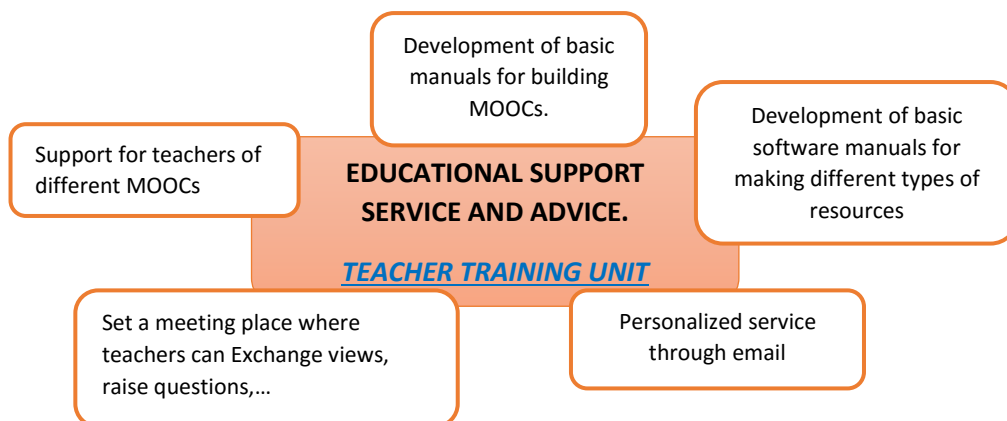 Development of basic
manuals for building
MOOCs.
Development of basic
software manuals for
making different types of
resources
Support for teachers of
different MOOCs
EDUCATIONAL SUPPORT
SERVICE AND ADVICE.
TEACHER TRAINING UNIT
Set a meeting place where
teachers can Exchange views,
raise questions,…
Personalized service
through email